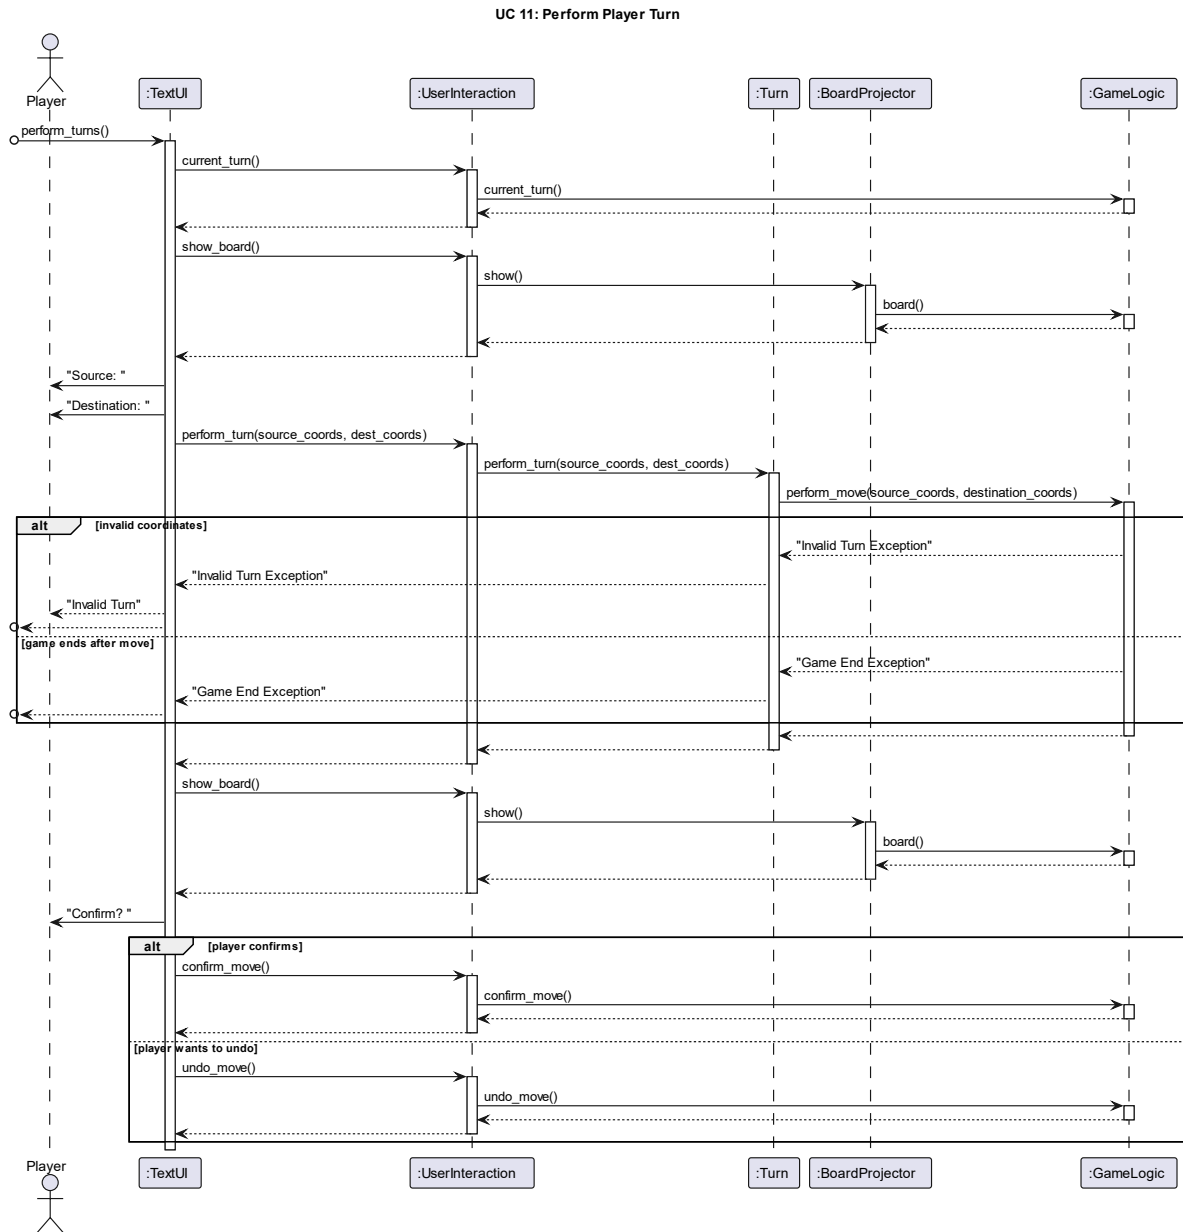 UC 11: Perform Player Turn
Player
:TextUI
:UserInteraction
:Turn
:BoardProjector
:GameLogic
perform_turns()
current_turn()
current_turn()
show_board()
show()
board()
"Source: "
"Destination: "
perform_turn(source_coords, dest_coords)
perform_turn(source_coords, dest_coords)
perform_move(source_coords, destination_coords)
alt [invalid coordinates]
"Invalid Turn Exception"
"Invalid Turn Exception"
"Invalid Turn"
[game ends after move]
"Game End Exception"
"Game End Exception"
show_board()
show()
board()
"Confirm? "
alt [player confirms]
confirm_move()
confirm_move()
[player wants to undo]
undo_move()
undo_move()
Player
:TextUI
:UserInteraction
:Turn
:BoardProjector
:GameLogic